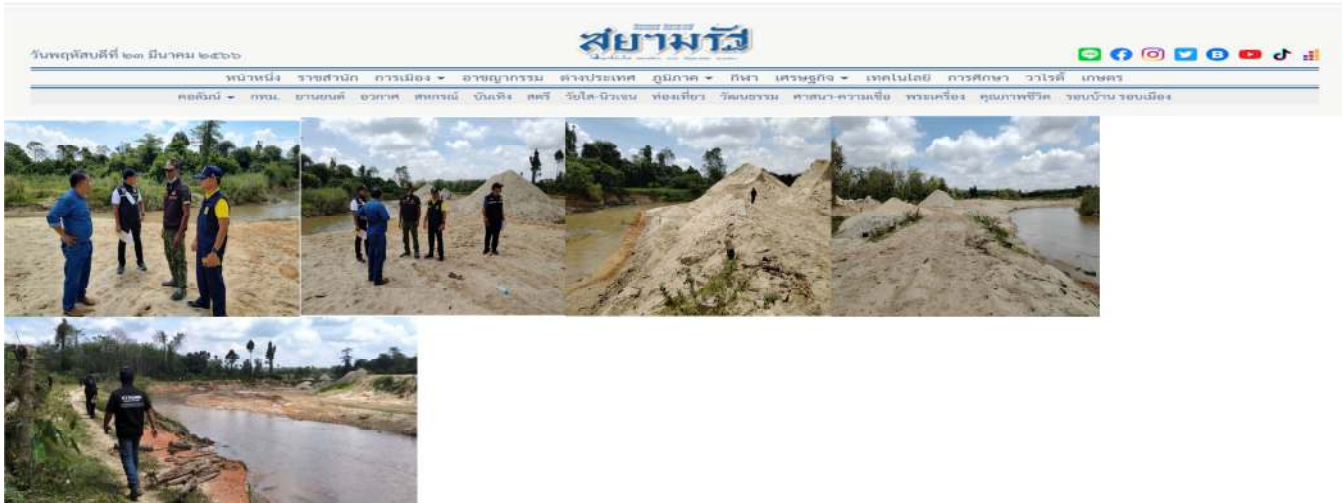 สยามรัฐ
วันพฤหัสบดีที่ ๒๓ มีนาคม ๒๕๖๖
หน้าหนึ่ง ราชสำนัก การเมือง อาชญากรรม ต่างประเทศ ภูมิภาค กีฬา เศรษฐกิจ เทคโนโลยี การศึกษา วาไรตี้ เกษตร
คอลัมน์ กทม. ยานยนต์ อวกาศ สหกรณ์ บันเทิง สตรี วัยใส-นิวเจน ท่องเที่ยว วัฒนธรรม ศาสนา-ความเชื่อ พระเครื่อง คุณภาพชีวิต รอบบ้าน รอบเมือง